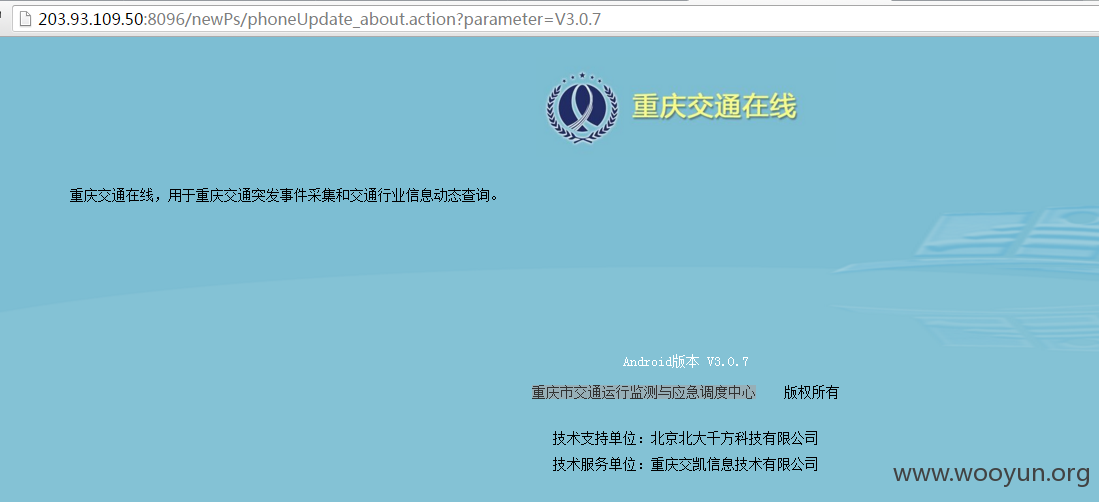 203.93.109.50:8096/newPs/phoneUpdate_about.action?parameter=V3.0.7
重庆交通在线
重庆交通在线，用于重庆交通突发事件采集和交通行业信息动态查询。
Android版本 V3.0.7
重庆市交通运行监测与应急调度中心 版权所有
技术支持单位：北京北大千方科技有限公司
技术服务单位：重庆交凯信息技术有限公司
www.wooyun.org